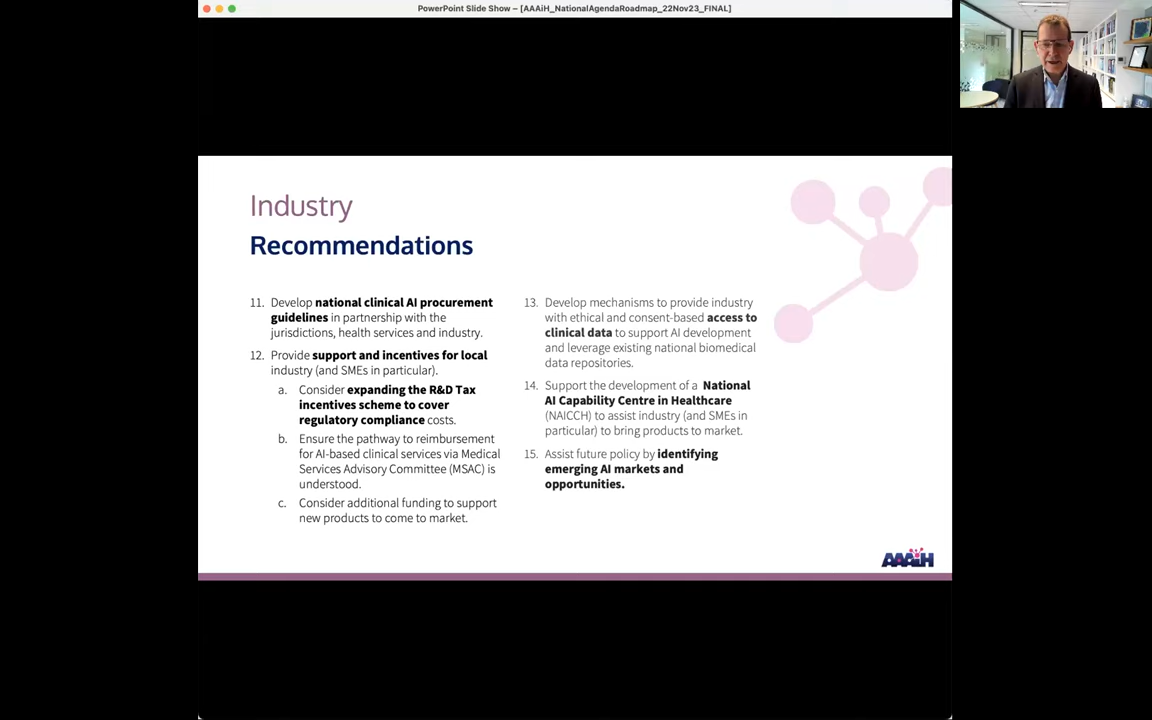 PowerPoint Slide Show – [AAAiH_NationalAgendaRoadmap_22Nov23_FINAL]
Industry
Recommendations
11. Develop national clinical AI procurement
guidelines in partnership with the
jurisdictions, health services and industry.
12. Provide support and incentives for local
industry (and SMEs in particular).
a. Consider expanding the R&D Tax
incentives scheme to cover
regulatory compliance costs.
b. Ensure the pathway to reimbursement
for AI-based clinical services via Medical
Services Advisory Committee (MSAC) is
understood.
c. Consider additional funding to support
new products to come to market.
13. Develop mechanisms to provide industry
with ethical and consent-based access to
clinical data to support AI development
and leverage existing national biomedical
data repositories.
14. Support the development of a National
AI Capability Centre in Healthcare
(NAICCH) to assist industry (and SMEs in
particular) to bring products to market.
15. Assist future policy by identifying
emerging AI markets and
opportunities.
AAAiH